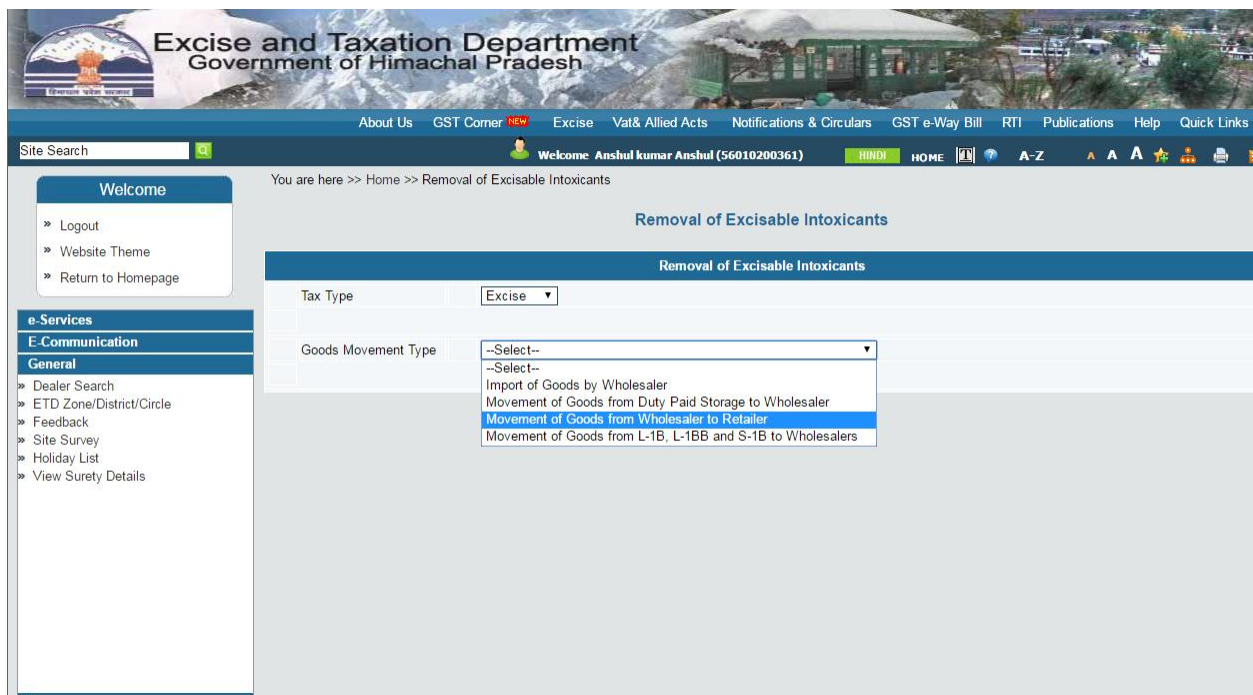 Excise and Taxation Department
Government of Himachal Pradesh
हिमाचल प्रदेश सरकार
About Us GST Corner NEW Excise Vat& Allied Acts Notifications & Circulars GST e-Way Bill RTI Publications Help Quick Links
Site Search Welcome Anshul kumar Anshul (56010200361) HINDI HOME T ? A-Z A A A
Welcome
» Logout
» Website Theme
» Return to Homepage
e-Services
E-Communication
General
» Dealer Search
» ETD Zone/District/Circle
» Feedback
» Site Survey
» Holiday List
» View Surety Details
You are here >> Home >> Removal of Excisable Intoxicants
Removal of Excisable Intoxicants
Removal of Excisable Intoxicants
Tax Type Excise
Goods Movement Type --Select--
--Select--
Import of Goods by Wholesaler
Movement of Goods from Duty Paid Storage to Wholesaler
Movement of Goods from Wholesaler to Retailer
Movement of Goods from L-1B, L-1BB and S-1B to Wholesalers